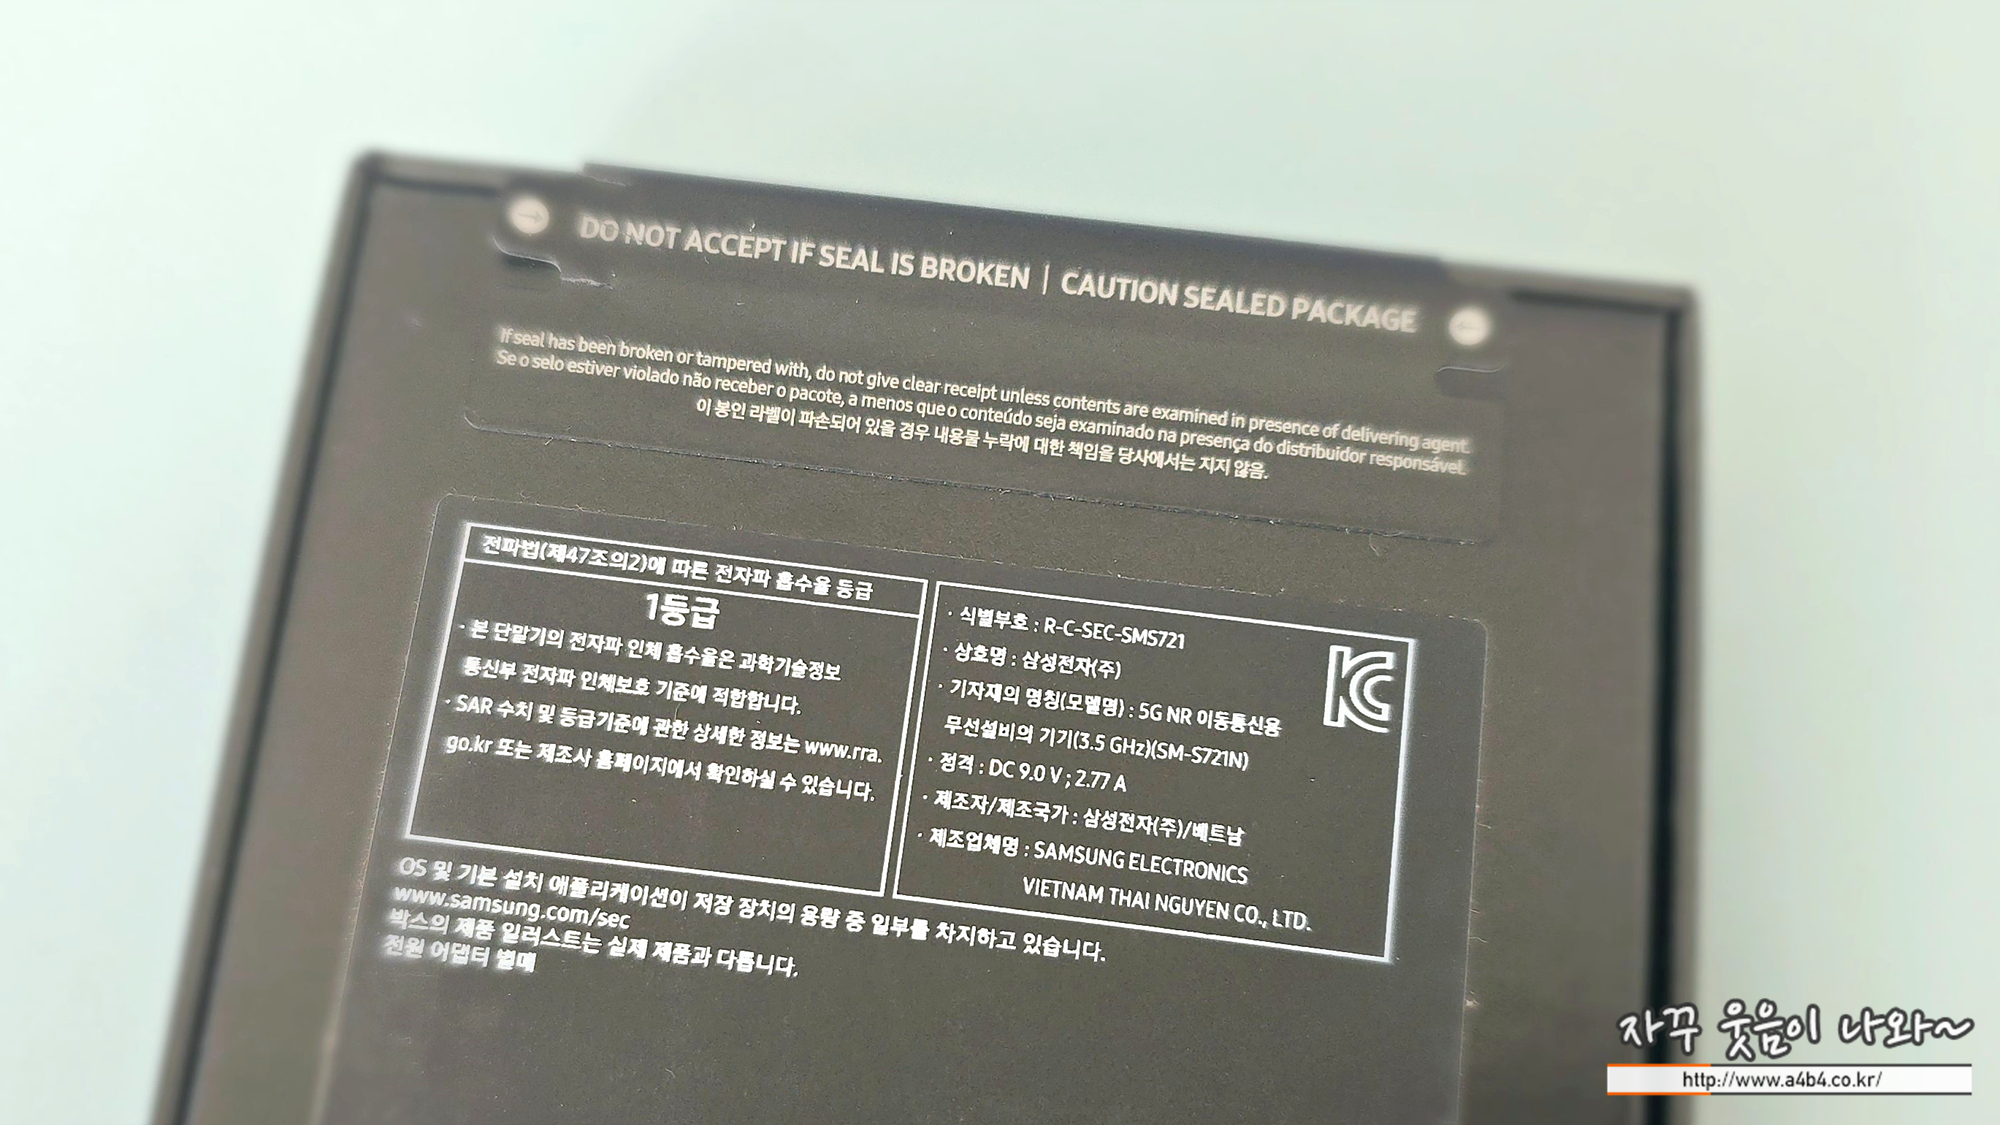 DO NOT ACCEPT IF SEAL IS BROKEN | CAUTION SEALED PACKAGE
If seal has been broken or tampered with, do not give clear receipt unless contents are examined in presence of delivering agent.
Se o selo estiver violado não receber o pacote, a menos que o conteúdo seja examinado na presença do distribuidor responsável.
이 봉인 라벨이 파손되어 있을 경우 내용물 누락에 대한 책임을 당사에서는 지지 않음.
전파법(제47조의2)에 따른 전자파 흡수율 등급
1등급
· 본 단말기의 전자파 인체 흡수율은 과학기술정보
통신부 전자파 인체보호 기준에 적합합니다.
· SAR 수치 및 등급기준에 관한 상세한 정보는 www.rra.
go.kr 또는 제조사 홈페이지에서 확인하실 수 있습니다.
· 식별부호 : R-C-SEC-SMS721
· 상호명 : 삼성전자(주)
· 기자재의 명칭(모델명) : 5G NR 이동통신용
무선설비의 기기(3.5 GHz)(SM-S721N)
· 정격 : DC 9.0 V ; 2.77 A
· 제조자/제조국가 : 삼성전자(주)/베트남
· 제조업체명 : SAMSUNG ELECTRONICS
VIETNAM THAI NGUYEN CO., LTD.
KC
OS 및 기본 설치 애플리케이션이 저장 장치의 용량 중 일부를 차지하고 있습니다.
www.samsung.com/sec
박스의 제품 일러스트는 실제 제품과 다릅니다.
전원 어댑터 별매
자꾸 웃음이 나와~
http://www.a4b4.co.kr/